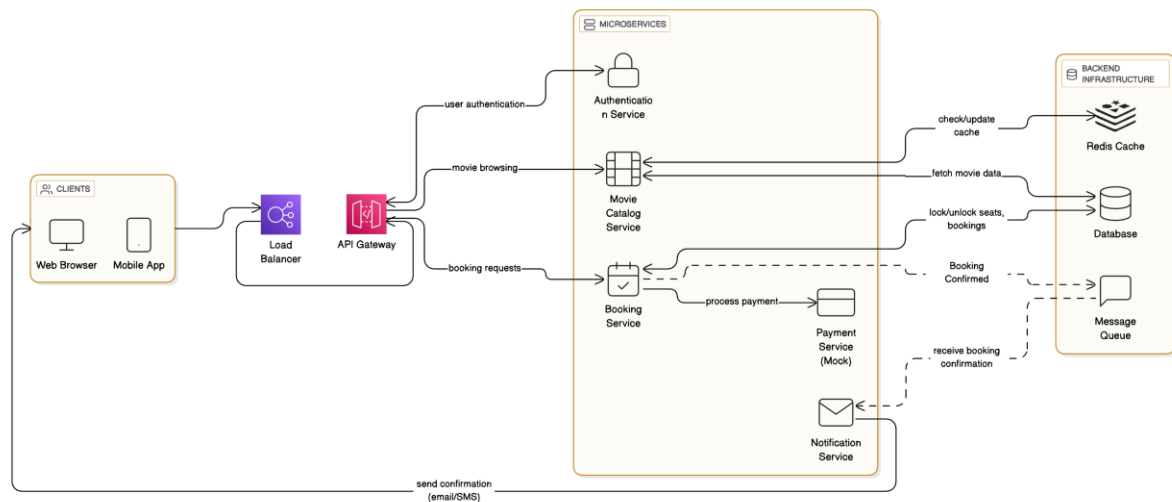 MICROSERVICES
Authenticatio
n Service
user authentication
BACKEND
INFRASTRUCTURE
check/update
cache
Redis Cache
CLIENTS
Web Browser
Mobile App
Load
Balancer
API Gateway
movie browsing
Movie
Catalog
Service
fetch movie data
lock/unlock seats,
bookings
Database
booking requests
Booking
Service
Booking
Confirmed
process payment
Payment
Service
(Mock)
Message
Queue
receive booking
confirmation
Notification
Service
send confirmation
(email/SMS)